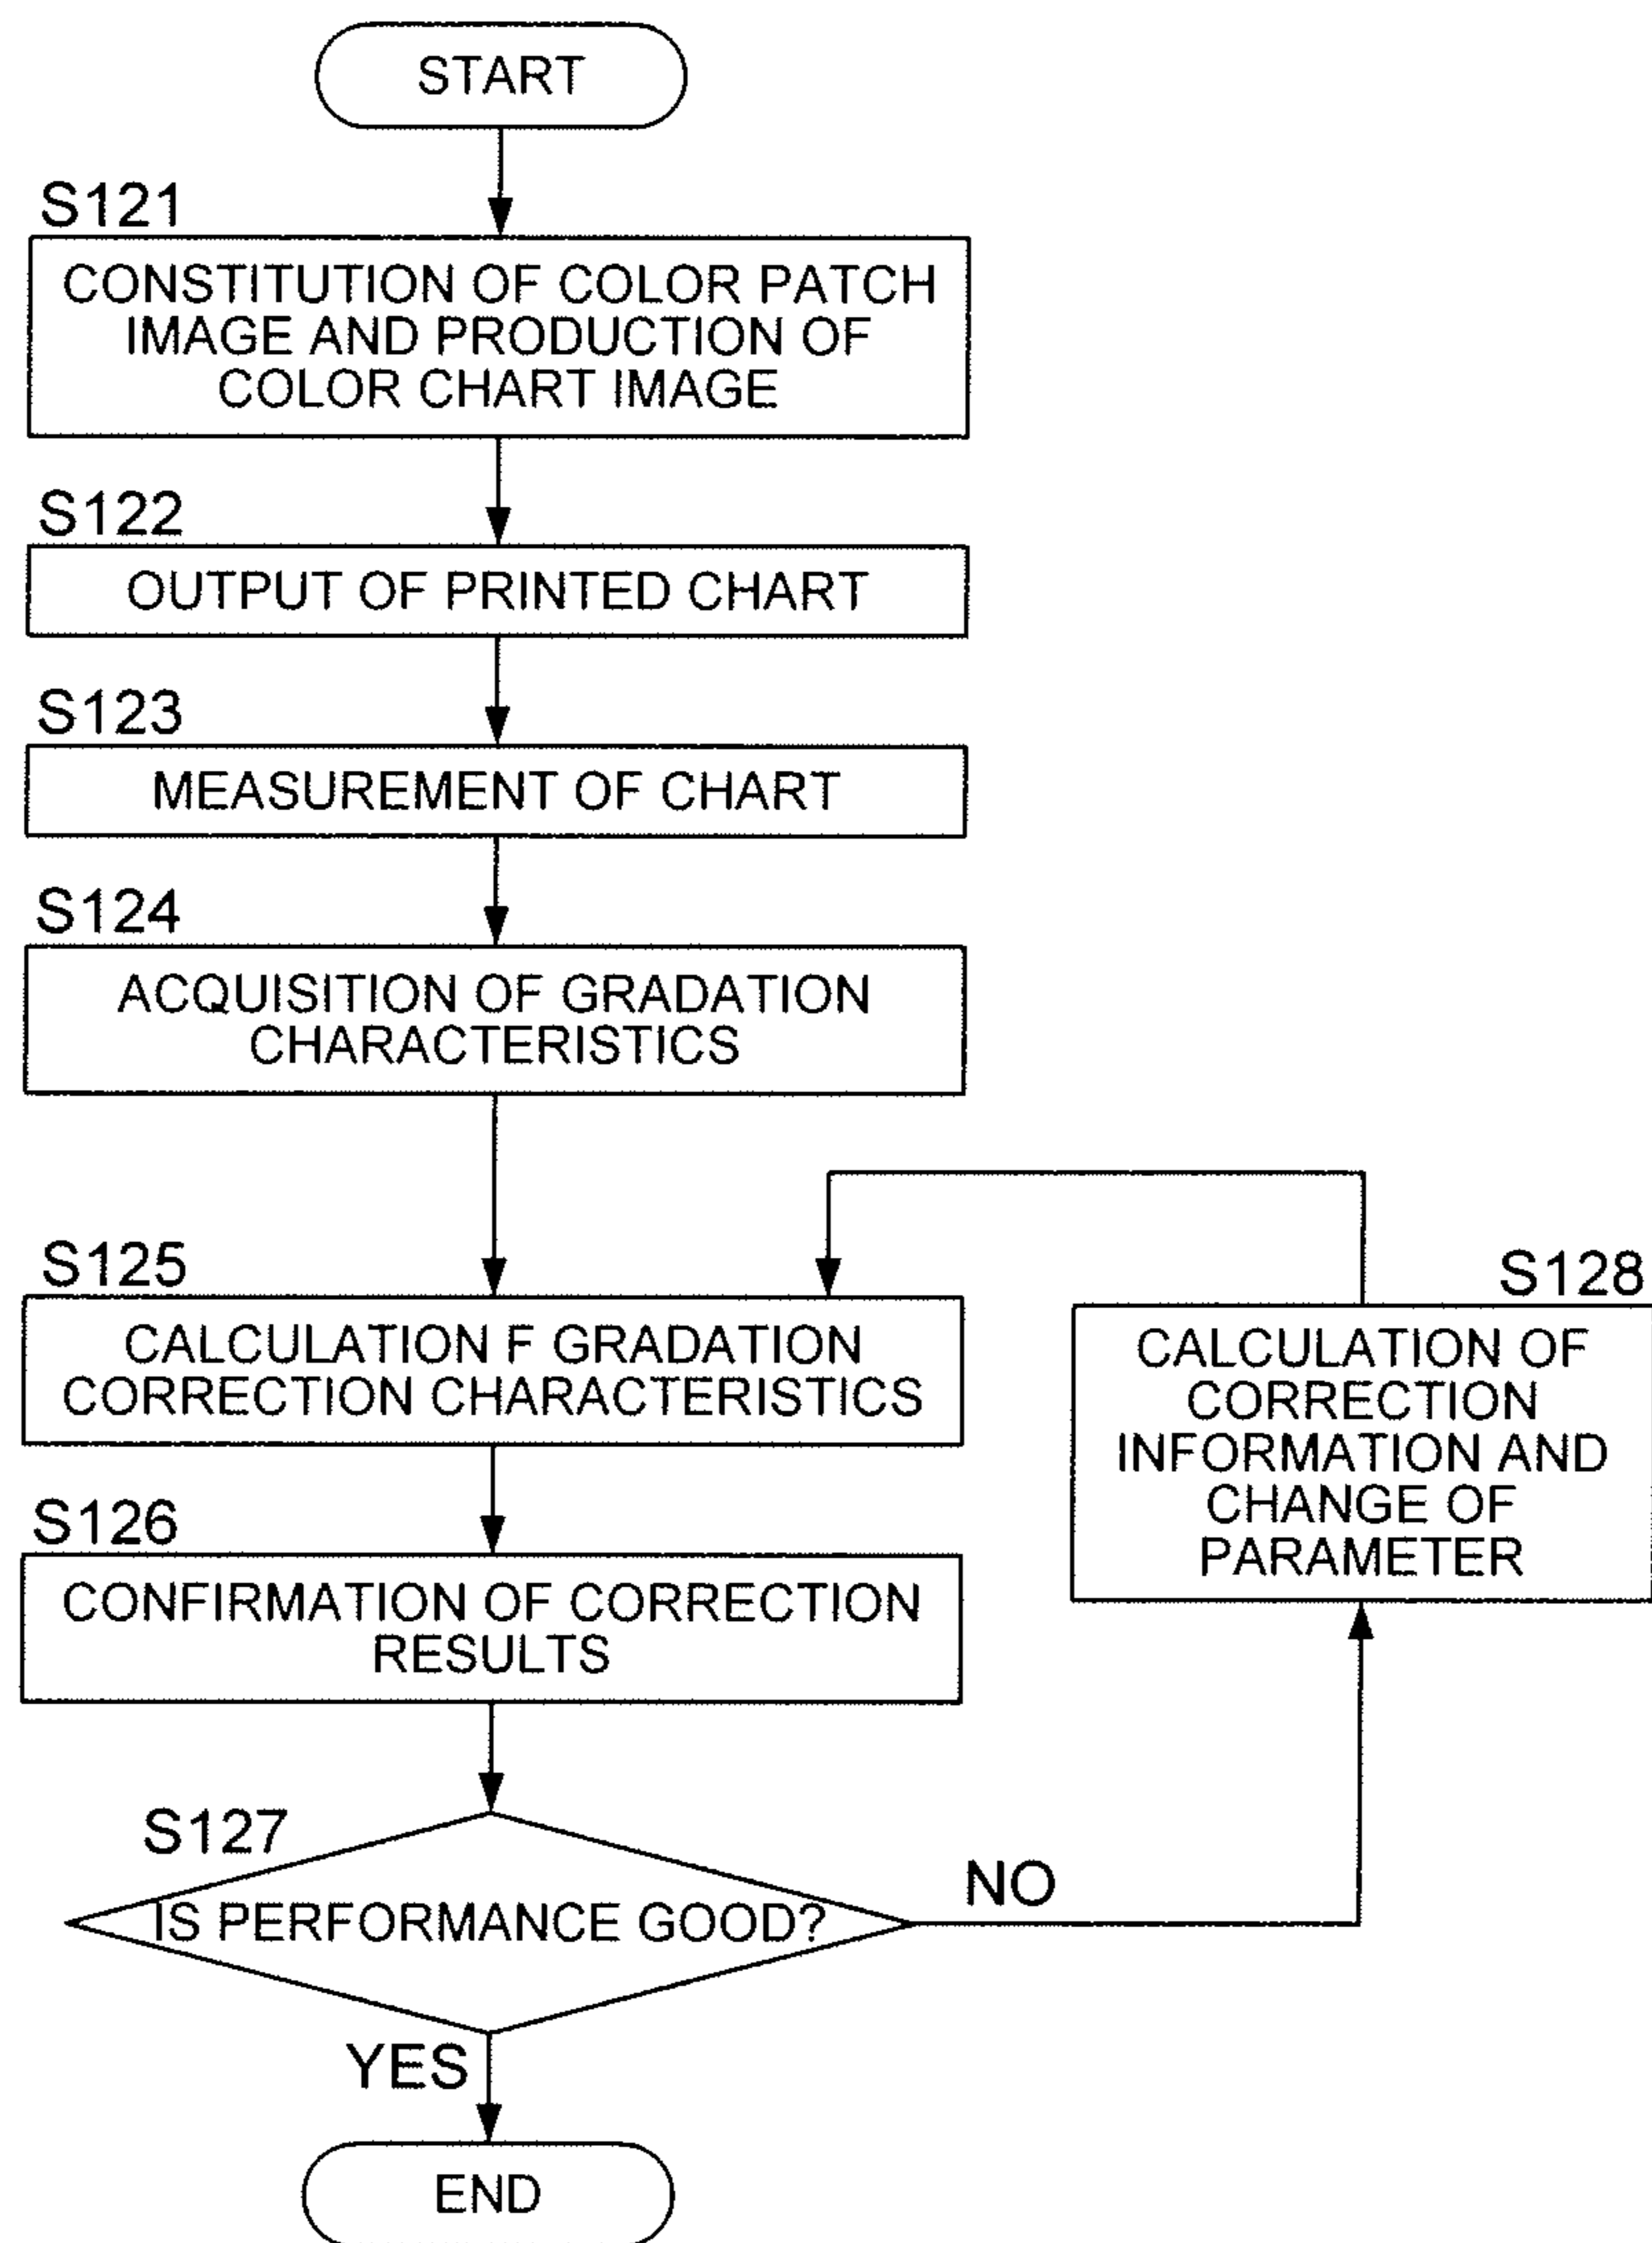 START
S121
CONSTITUTION OF COLOR PATCH
IMAGE AND PRODUCTION OF
COLOR CHART IMAGE
S122
OUTPUT OF PRINTED CHART
S123
MEASUREMENT OF CHART
S124
ACQUISITION OF GRADATION
CHARACTERISTICS
S125
CALCULATION F GRADATION
CORRECTION CHARACTERISTICS
S126
CONFIRMATION OF CORRECTION
RESULTS
S127
IS PERFORMANCE GOOD?
NO
S128
CALCULATION OF
CORRECTION
INFORMATION AND
CHANGE OF
PARAMETER
YES
END